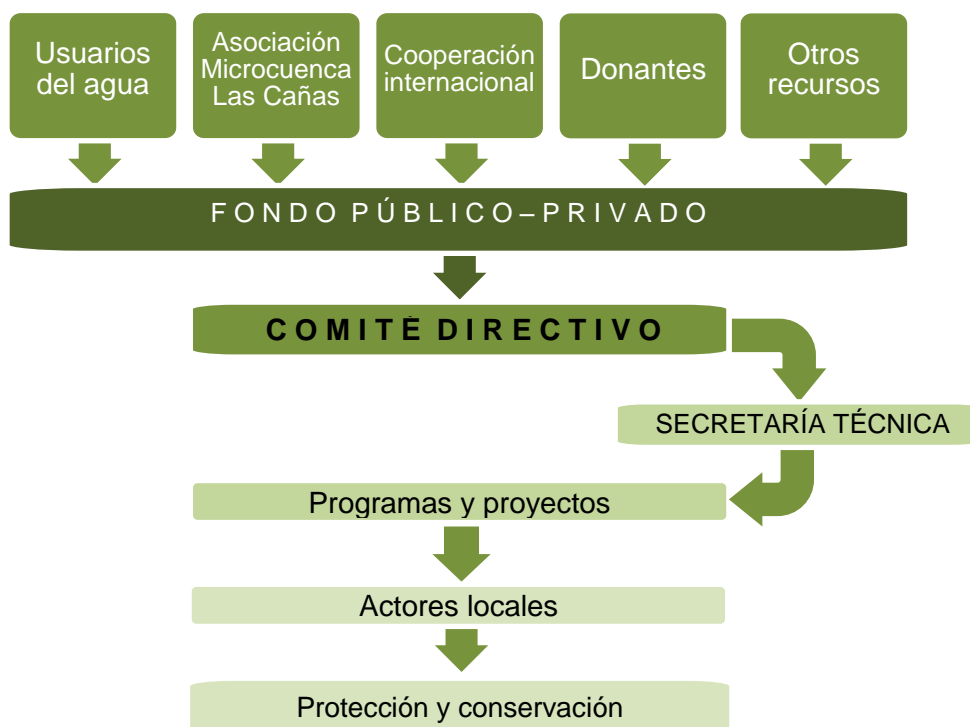 Usuarios
del agua
Asociación
Microcuenca
Las Cañas
Cooperación
internacional
Donantes
Otros
recursos
FONDO PÚBLICO–PRIVADO
COMITÉ DIRECTIVO
SECRETARÍA TÉCNICA
Programas y proyectos
Actores locales
Protección y conservación